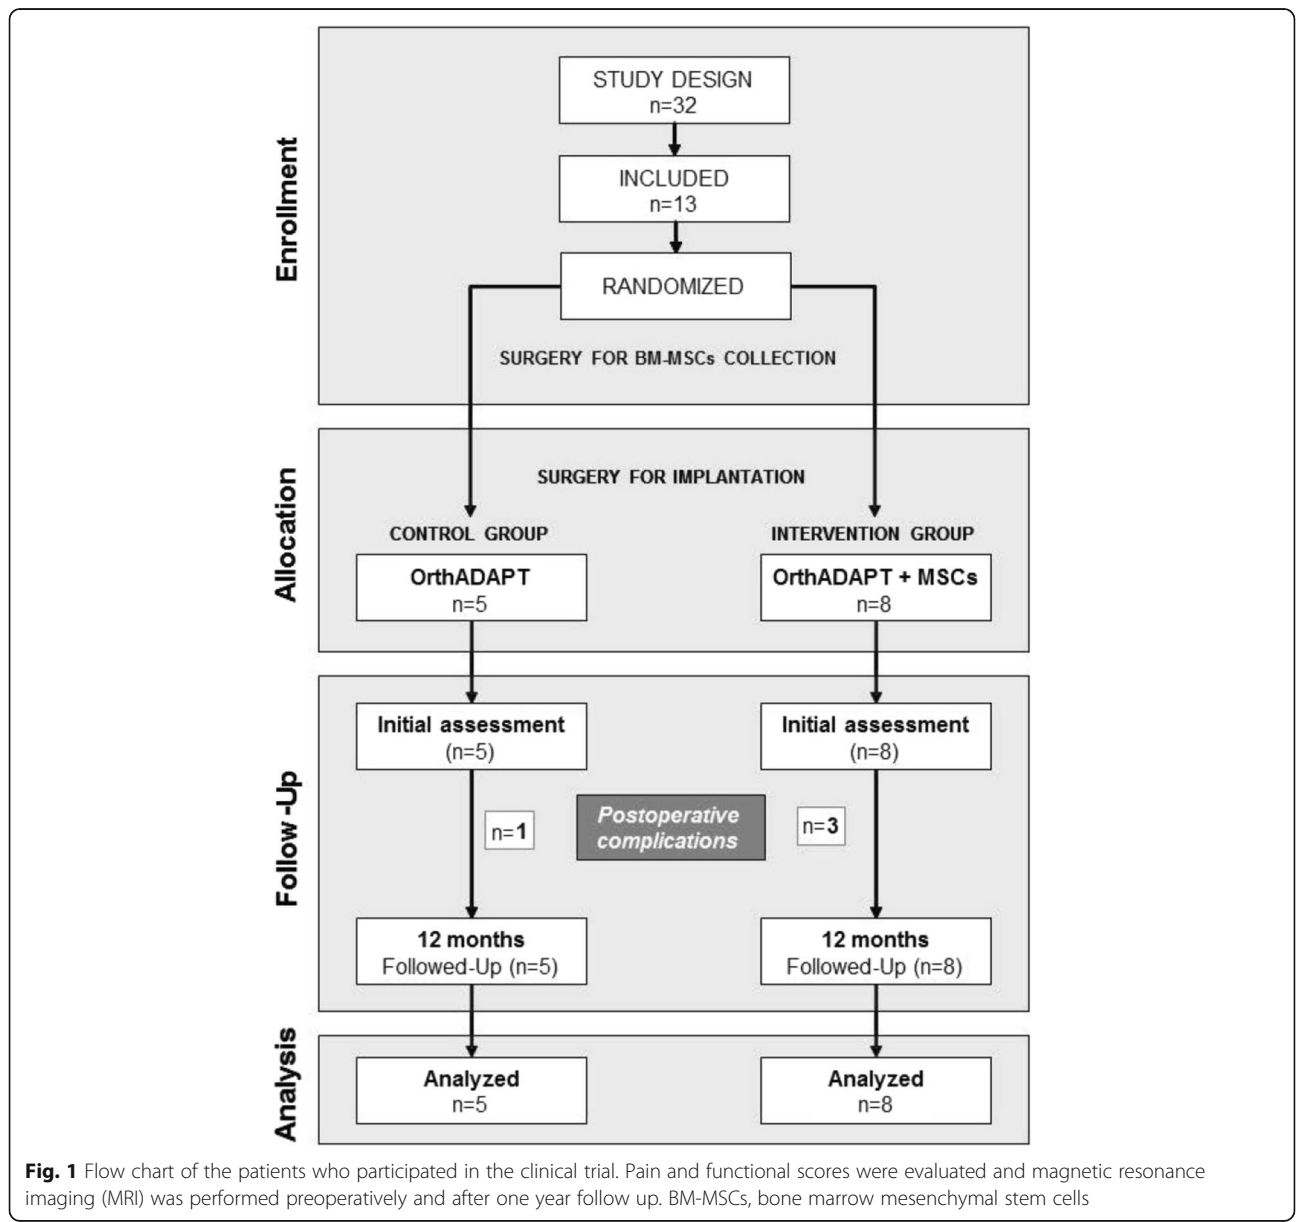 Enrollment
STUDY DESIGN
n=32
INCLUDED
n=13
RANDOMIZED
SURGERY FOR BM-MSCs COLLECTION
Allocation
SURGERY FOR IMPLANTATION
CONTROL GROUP
INTERVENTION GROUP
OrthADAPT
n=5
OrthADAPT + MSCs
n=8
Follow-Up
Initial assessment
(n=5)
Initial assessment
(n=8)
n=1
Postoperative
complications
n=3
12 months
Followed-Up (n=5)
12 months
Followed-Up (n=8)
Analysis
Analyzed
n=5
Analyzed
n=8
Fig. 1 Flow chart of the patients who participated in the clinical trial. Pain and functional scores were evaluated and magnetic resonance
imaging (MRI) was performed preoperatively and after one year follow up. BM-MSCs, bone marrow mesenchymal stem cells